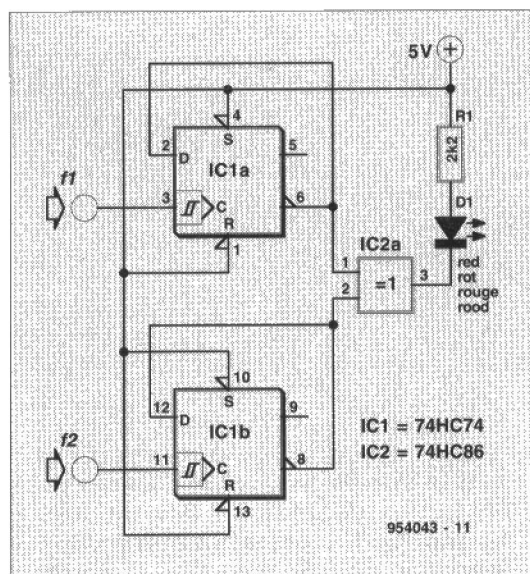 5V +
4
R1
2k2
2 D S 5
IC1a
f1
3 C 6
R
1
D1
IC2a
red
rot
rouge
rood
1
=1 3
2
10
12 D S 9
IC1b
f2
11 C 8
R
13
IC1 = 74HC74
IC2 = 74HC86
954043 - 11